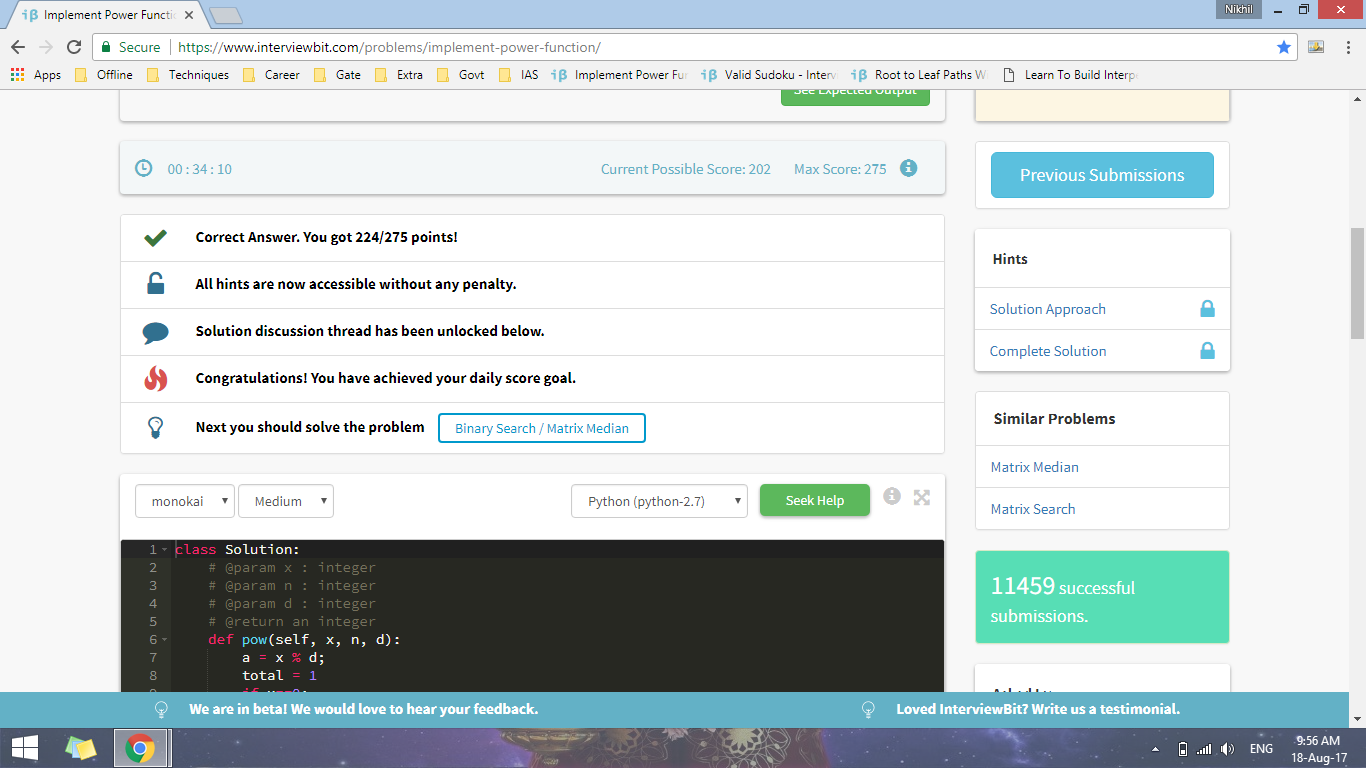 iβ Implement Power Functi
Nikhil
Secure https://www.interviewbit.com/problems/implement-power-function/
Apps Offline Techniques Career Gate Extra Govt IAS iβ Implement Power Fu iβ Valid Sudoku - Interv iβ Root to Leaf Paths W Learn To Build Interp
See Expected Output
00 : 34 : 10 Current Possible Score: 202 Max Score: 275
Previous Submissions
Correct Answer. You got 224/275 points!
All hints are now accessible without any penalty.
Solution discussion thread has been unlocked below.
Congratulations! You have achieved your daily score goal.
Next you should solve the problem Binary Search / Matrix Median
Hints
Solution Approach
Complete Solution
Similar Problems
Matrix Median
Matrix Search
monokai Medium Python (python-2.7) Seek Help
11459 successful
submissions.
1 class Solution:
2 # @param x : integer
3 # @param n : integer
4 # @param d : integer
5 # @return an integer
6 def pow(self, x, n, d):
7 a = x % d;
8 total = 1
We are in beta! We would love to hear your feedback.
Loved InterviewBit? Write us a testimonial.
ENG
9:56 AM
18-Aug-17